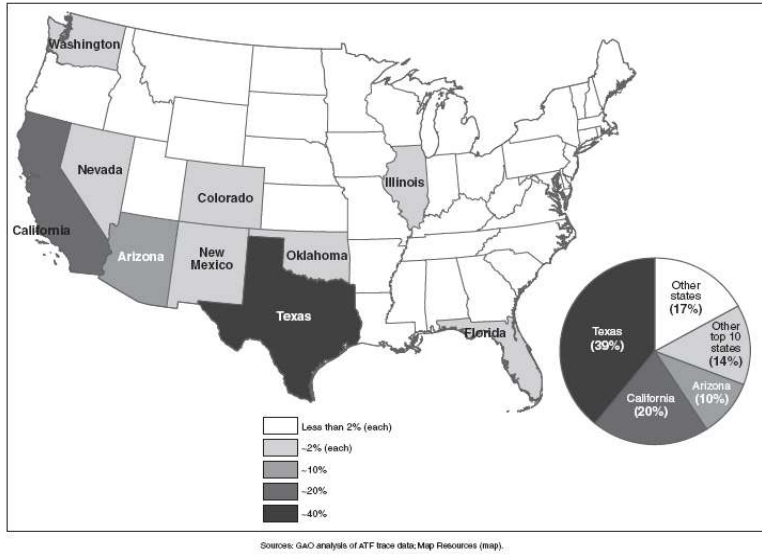 Washington
Nevada
Colorado
Illinois
California
Arizona
New
Mexico
Oklahoma
Texas
Florida
Other
states
(17%)
Other
top 10
states
(14%)
Arizona
(10%)
California
(20%)
Texas
(39%)
Less than 2% (each)
~2% (each)
~10%
~20%
~40%
Sources: GAO analysis of ATF trace data; Map Resources (map).